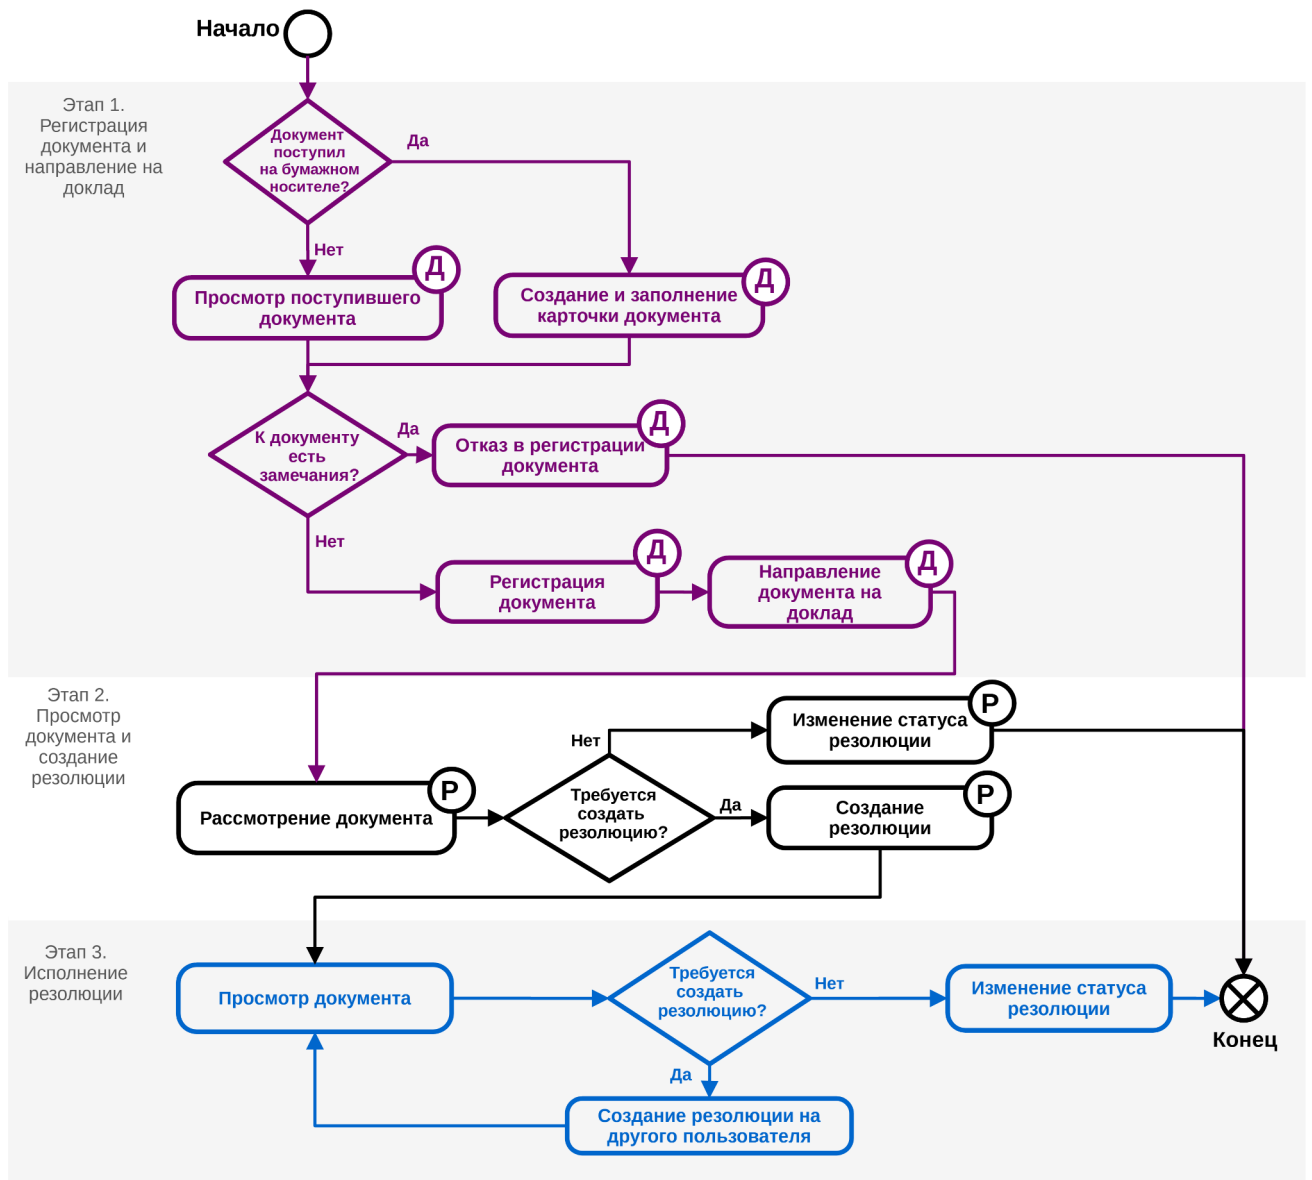 Начало
Этап 1.
Регистрация
документа и
направление на
доклад
Документ
поступил
на бумажном
носителе?
Да
Нет
Д
Просмотр поступившего
документа
Д
Создание и заполнение
карточки документа
К документу
есть
замечания?
Да
Д
Отказ в регистрации
документа
Нет
Д
Регистрация
документа
Д
Направление
документа на
доклад
Этап 2.
Просмотр
документа и
создание
резолюции
Р
Рассмотрение документа
Требуется
создать
резолюцию?
Нет
Р
Изменение статуса
резолюции
Да
Р
Создание
резолюции
Этап 3.
Исполнение
резолюции
Просмотр документа
Требуется
создать
резолюцию?
Нет
Изменение статуса
резолюции
Конец
Да
Создание резолюции на
другого пользователя